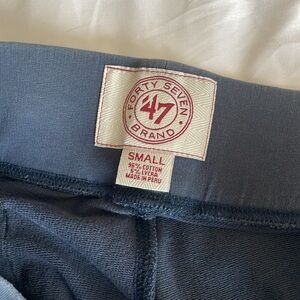 FORTY SEVEN
'47
BRAND
SMALL
95% COTTON
5% LYCRA
MADE IN PERU